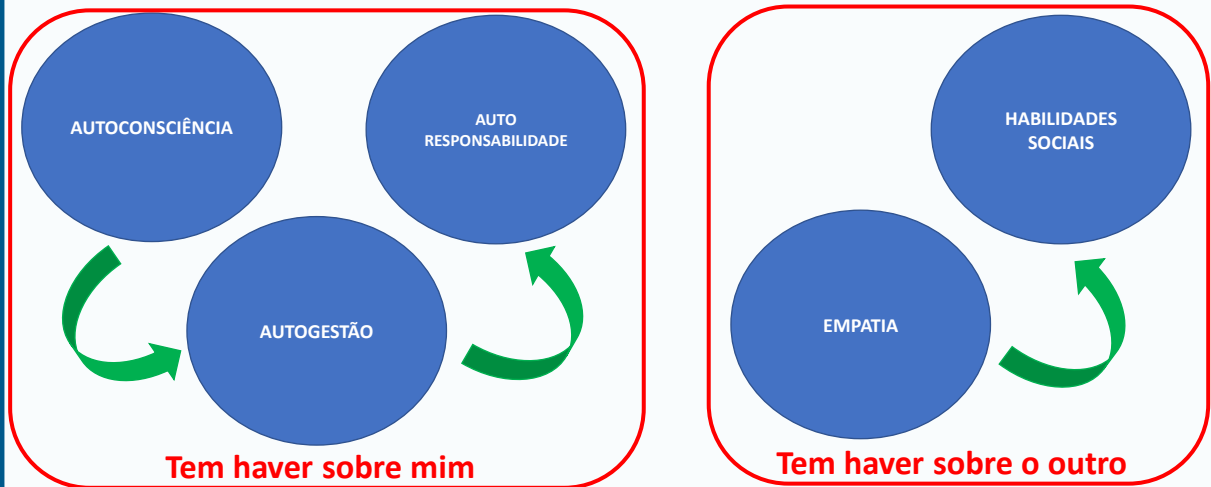 AUTOCONSCIÊNCIA
AUTO
RESPONSABILIDADE
AUTOGESTÃO
Tem haver sobre mim
HABILIDADES
SOCIAIS
EMPATIA
Tem haver sobre o outro